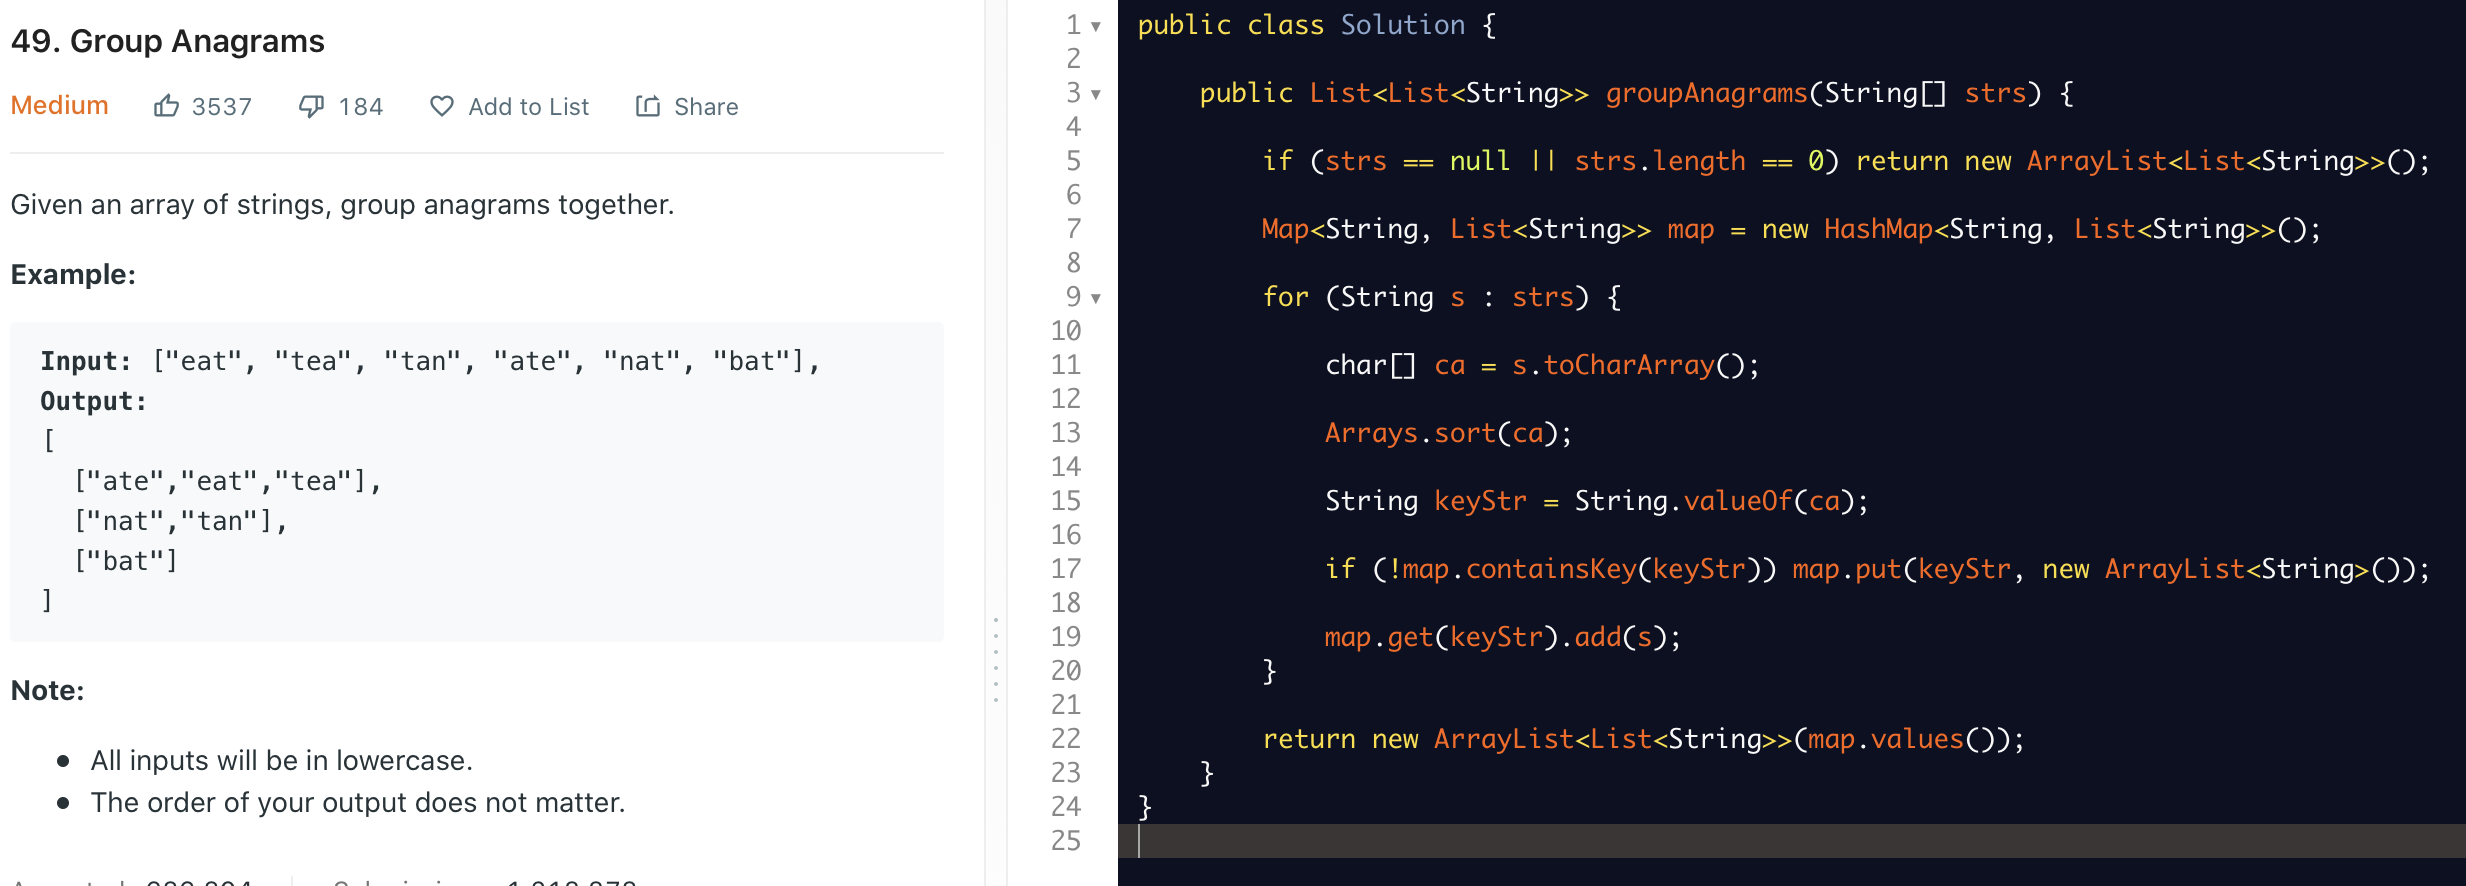 49. Group Anagrams
Medium 3537 184 Add to List Share
Given an array of strings, group anagrams together.
Example:
Input: ["eat", "tea", "tan", "ate", "nat", "bat"],
Output:
[
  ["ate","eat","tea"],
  ["nat","tan"],
  ["bat"]
]
Note:
All inputs will be in lowercase.
The order of your output does not matter.
1 public class Solution {
2
3     public List<List<String>> groupAnagrams(String[] strs) {
4
5         if (strs == null || strs.length == 0) return new ArrayList<List<String>>();
6
7         Map<String, List<String>> map = new HashMap<String, List<String>>();
8
9         for (String s : strs) {
10
11             char[] ca = s.toCharArray();
12
13             Arrays.sort(ca);
14
15             String keyStr = String.valueOf(ca);
16
17             if (!map.containsKey(keyStr)) map.put(keyStr, new ArrayList<String>());
18
19             map.get(keyStr).add(s);
20         }
21
22         return new ArrayList<List<String>>(map.values());
23     }
24 }
25